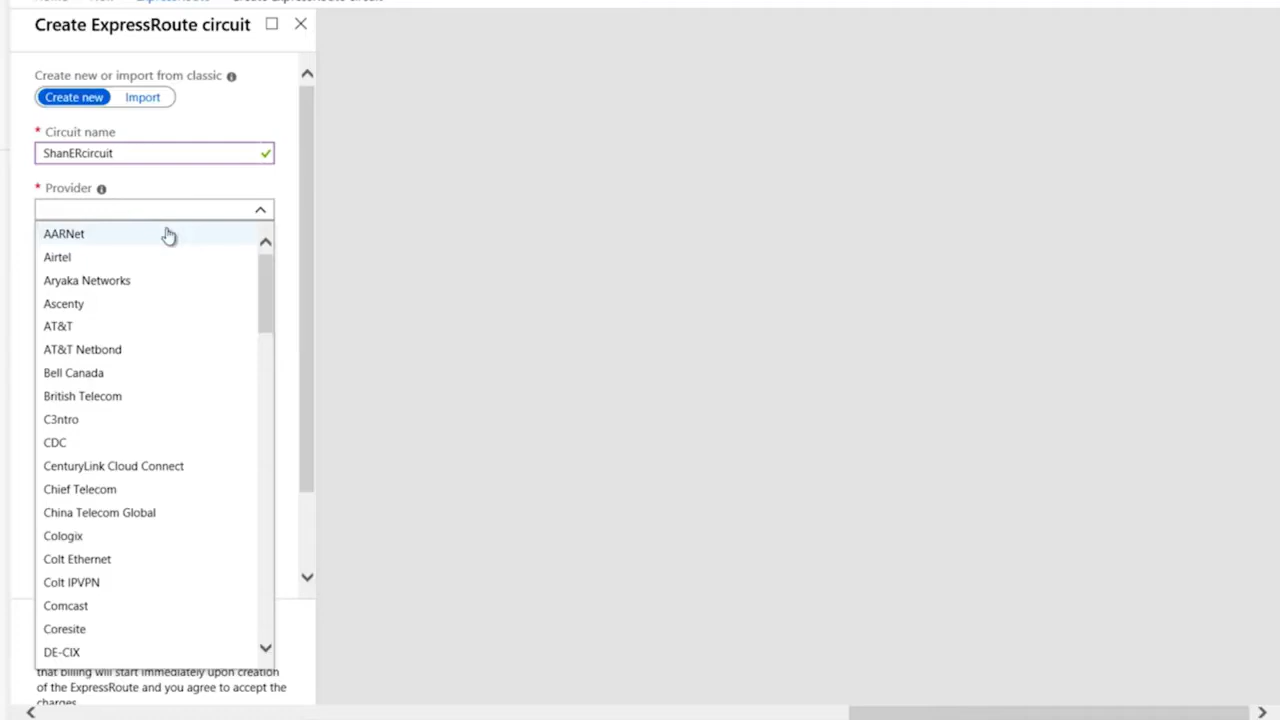 Create ExpressRoute circuit
Create new or import from classic
Create new Import
* Circuit name
ShanERcircuit
* Provider
AARNet
Airtel
Aryaka Networks
Ascenty
AT&T
AT&T Netbond
Bell Canada
British Telecom
C3ntro
CDC
CenturyLink Cloud Connect
Chief Telecom
China Telecom Global
Cologix
Colt Ethernet
Colt IPVPN
Comcast
Coresite
DE-CIX
that billing will start immediately upon creation
of the ExpressRoute and you agree to accept the
charges.